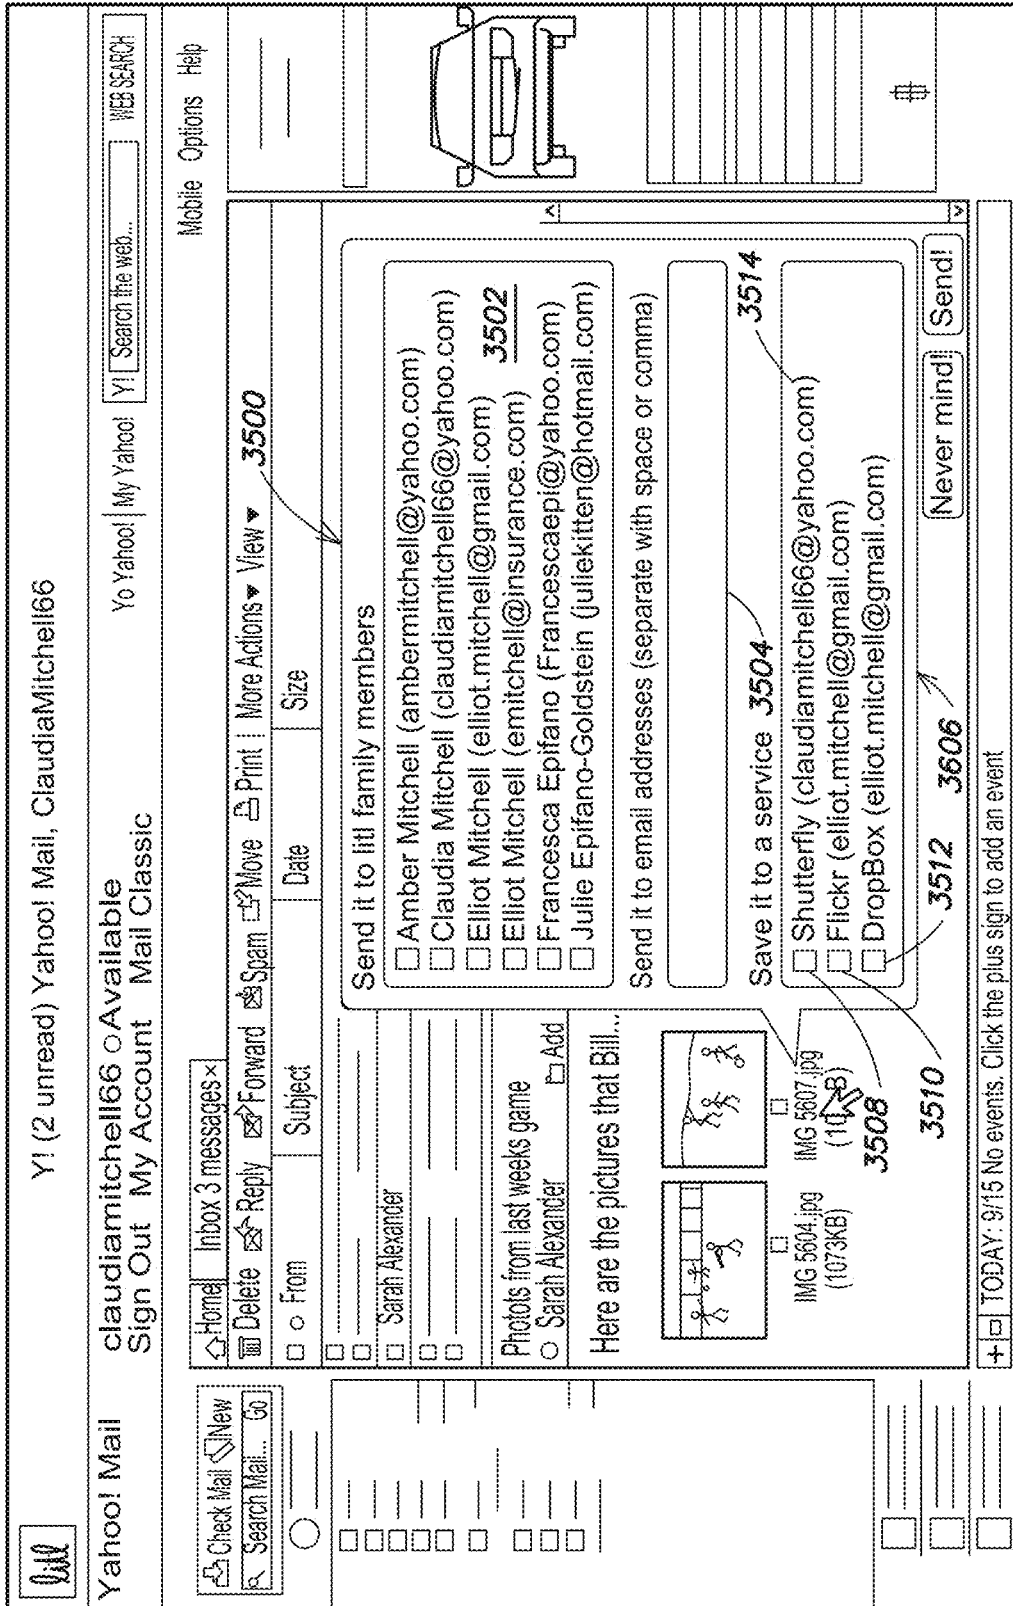 litl
Y! (2 unread) Yahoo! Mail, ClaudiaMitchell66
Yahoo! Mail
claudiamitchell66 ○ Available
Sign Out My Account Mail Classic
Yo Yahoo! | My Yahoo!
Y! Search the web...
WEB SEARCH
Mobile Options Help
Check Mail New
Search Mail... Go
Home
Inbox 3 messages ×
Delete Reply Forward Spam Move Print More Actions ▾ View ▾
○ From
Subject
Date
Size
3500
Sarah Alexander
Photots from last weeks game
○ Sarah Alexander
Add
Here are the pictures that Bill...
IMG 5604.jpg
(1073KB)
IMG 5607.jpg
Send it to litl family members
Amber Mitchell (ambermitchell@yahoo.com)
Claudia Mitchell (claudiamitchell66@yahoo.com)
Elliot Mitchell (elliot.mitchell@gmail.com)
Elliot Mitchell (emitchell@insurance.com)
Francesca Epifano (Francescaepi@yahoo.com)
Julie Epifano-Goldstein (juliekitten@hotmail.com)
3502
Send it to email addresses (separate with space or comma)
Save it to a service
3504
3514
Shutterfly (claudiamitchell66@yahoo.com)
Flickr (elliot.mitchell@gmail.com)
DropBox (elliot.mitchell@gmail.com)
3508
3510
3512
3606
Never mind!
Send!
+ TODAY: 9/15 No events. Click the plus sign to add an event